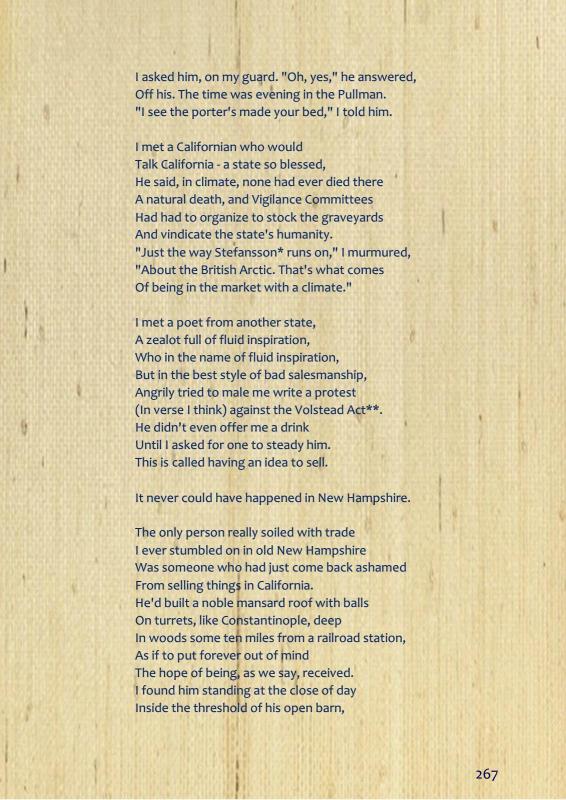 I asked him, on my guard. "Oh, yes," he answered,
Off his. The time was evening in the Pullman.
"I see the porter's made your bed," I told him.
I met a Californian who would
Talk California - a state so blessed,
He said, in climate, none had ever died there
A natural death, and Vigilance Committees
Had had to organize to stock the graveyards
And vindicate the state's humanity.
"Just the way Stefansson* runs on," I murmured,
"About the British Arctic. That's what comes
Of being in the market with a climate."
I met a poet from another state,
A zealot full of fluid inspiration,
Who in the name of fluid inspiration,
But in the best style of bad salesmanship,
Angrily tried to male me write a protest
(In verse I think) against the Volstead Act**.
He didn't even offer me a drink
Until I asked for one to steady him.
This is called having an idea to sell.
It never could have happened in New Hampshire.
The only person really soiled with trade
I ever stumbled on in old New Hampshire
Was someone who had just come back ashamed
From selling things in California.
He'd built a noble mansard roof with balls
On turrets, like Constantinople, deep
In woods some ten miles from a railroad station,
As if to put forever out of mind
The hope of being, as we say, received.
I found him standing at the close of day
Inside the threshold of his open barn,
267